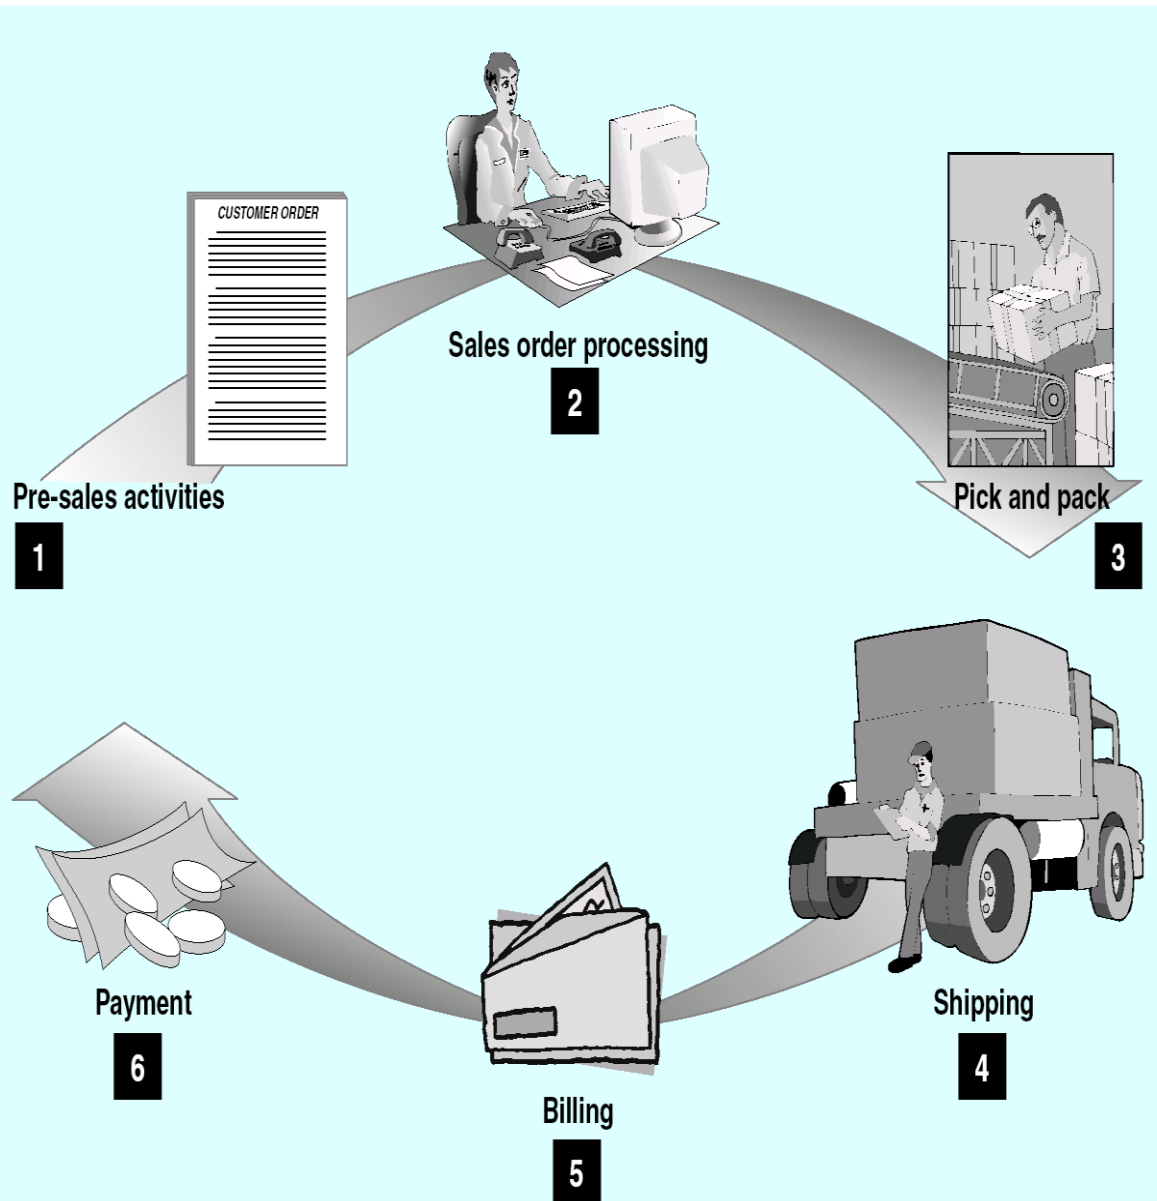 CUSTOMER ORDER
Pre-sales activities
1
Sales order processing
2
Pick and pack
3
Shipping
4
Billing
5
Payment
6